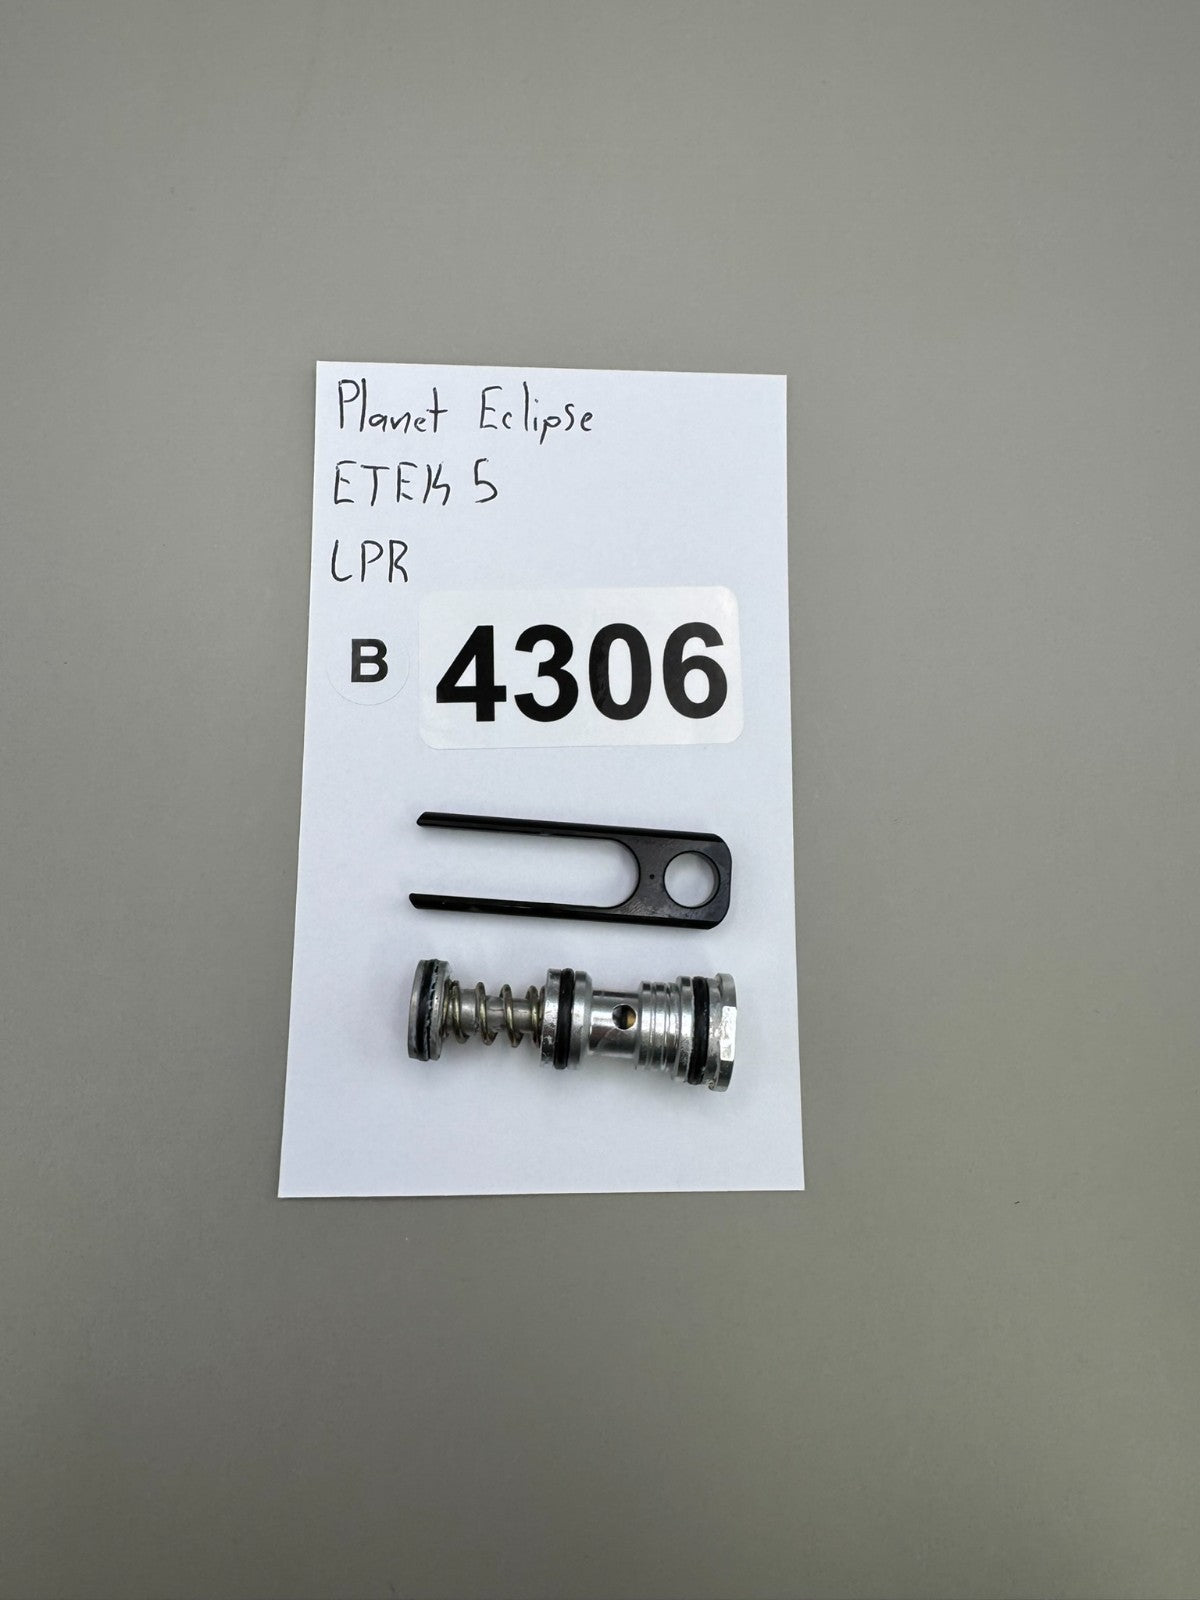 Planet Eclipse
ETEK 5
LPR
B 4306